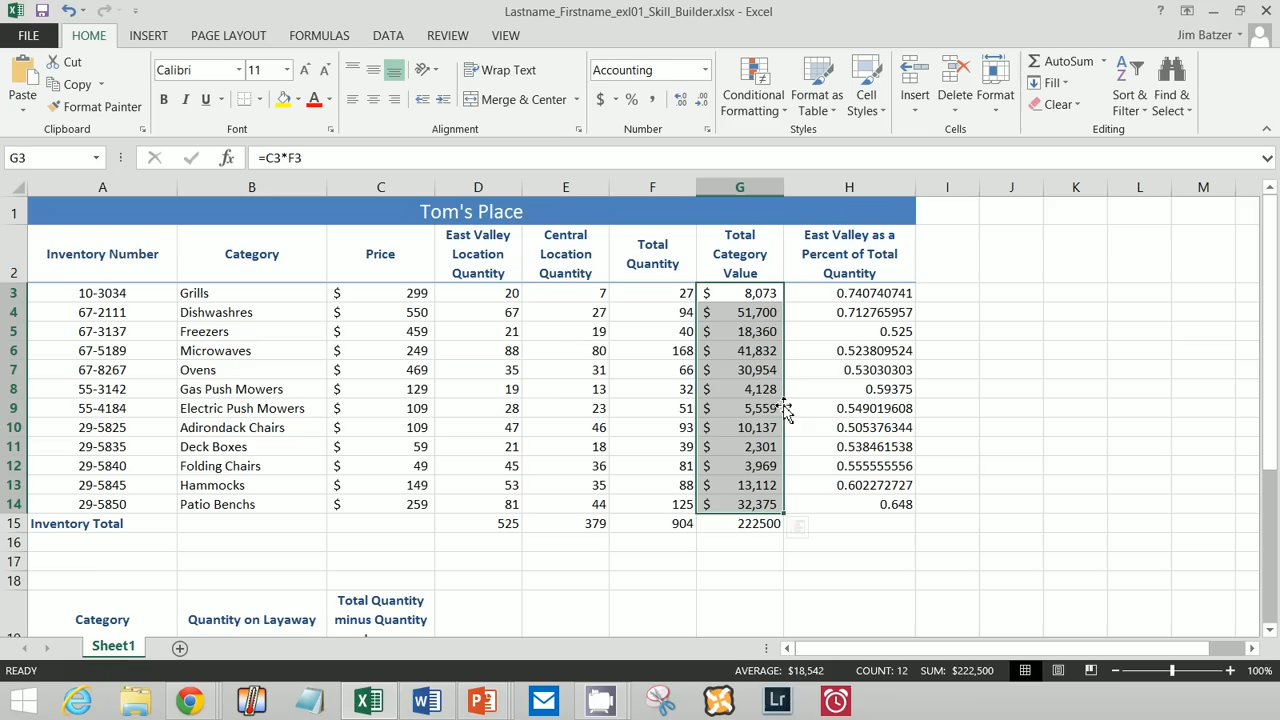 Lastname_Firstname_exl01_Skill_Builder.xlsx - Excel
FILE HOME INSERT PAGE LAYOUT FORMULAS DATA REVIEW VIEW Jim Batzer
Paste Cut Copy Format Painter
Calibri 11 B I U A A A
Wrap Text
Merge & Center
Accounting
$ % ,
Conditional Formatting
Format as Table
Cell Styles
Insert Delete Format
AutoSum
Fill
Clear
Sort & Filter
Find & Select
Clipboard Font Alignment Number Styles Cells Editing
G3 fx =C3*F3
A B C D E F G H I J K L M
1 Tom's Place
2 Inventory Number Category Price East Valley Location Quantity Central Location Quantity Total Quantity Total Category Value East Valley as a Percent of Total Quantity
3 10-3034 Grills $ 299 20 7 27 $ 8,073 0.740740741
4 67-2111 Dishwashres $ 550 67 27 94 $ 51,700 0.712765957
5 67-3137 Freezers $ 459 21 19 40 $ 18,360 0.525
6 67-5189 Microwaves $ 249 88 80 168 $ 41,832 0.523809524
7 67-8267 Ovens $ 469 35 31 66 $ 30,954 0.53030303
8 55-3142 Gas Push Mowers $ 129 19 13 32 $ 4,128 0.59375
9 55-4184 Electric Push Mowers $ 109 28 23 51 $ 5,559 0.549019608
10 29-5825 Adirondack Chairs $ 109 47 46 93 $ 10,137 0.505376344
11 29-5835 Deck Boxes $ 59 21 18 39 $ 2,301 0.538461538
12 29-5840 Folding Chairs $ 49 45 36 81 $ 3,969 0.555555556
13 29-5845 Hammocks $ 149 53 35 88 $ 13,112 0.602272727
14 29-5850 Patio Benchs $ 259 81 44 125 $ 32,375 0.648
15 Inventory Total 525 379 904 222500
16
17
18
Category Quantity on Layaway Total Quantity minus Quantity
Sheet1
READY AVERAGE: $18,542 COUNT: 12 SUM: $222,500 100%
Lr